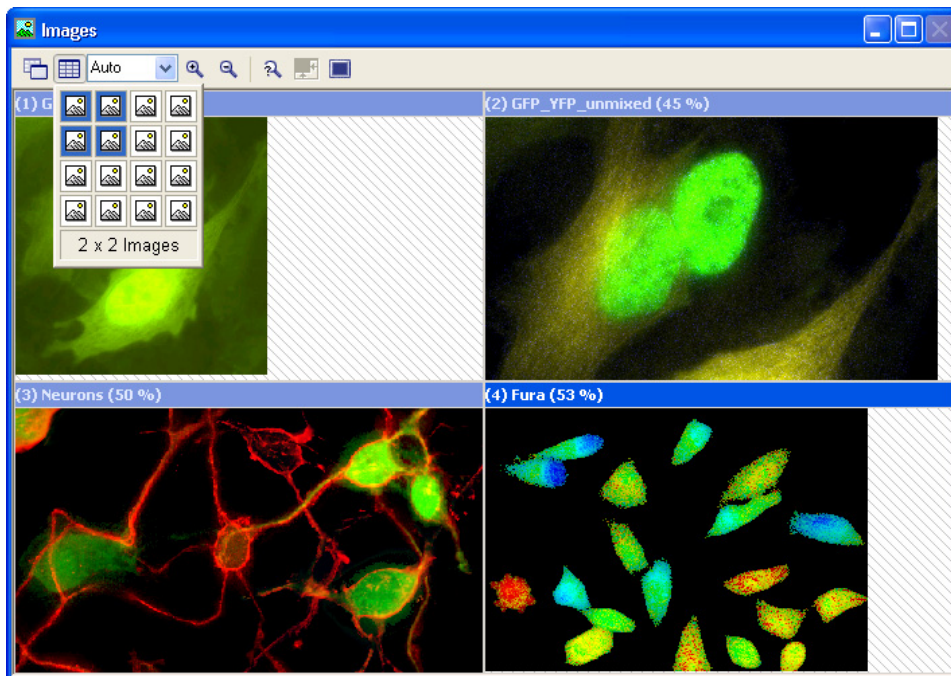 Images
Auto
(1) G
(2) GFP_YFP_unmixed (45 %)
2 x 2 Images
(3) Neurons (50 %)
(4) Fura (53 %)